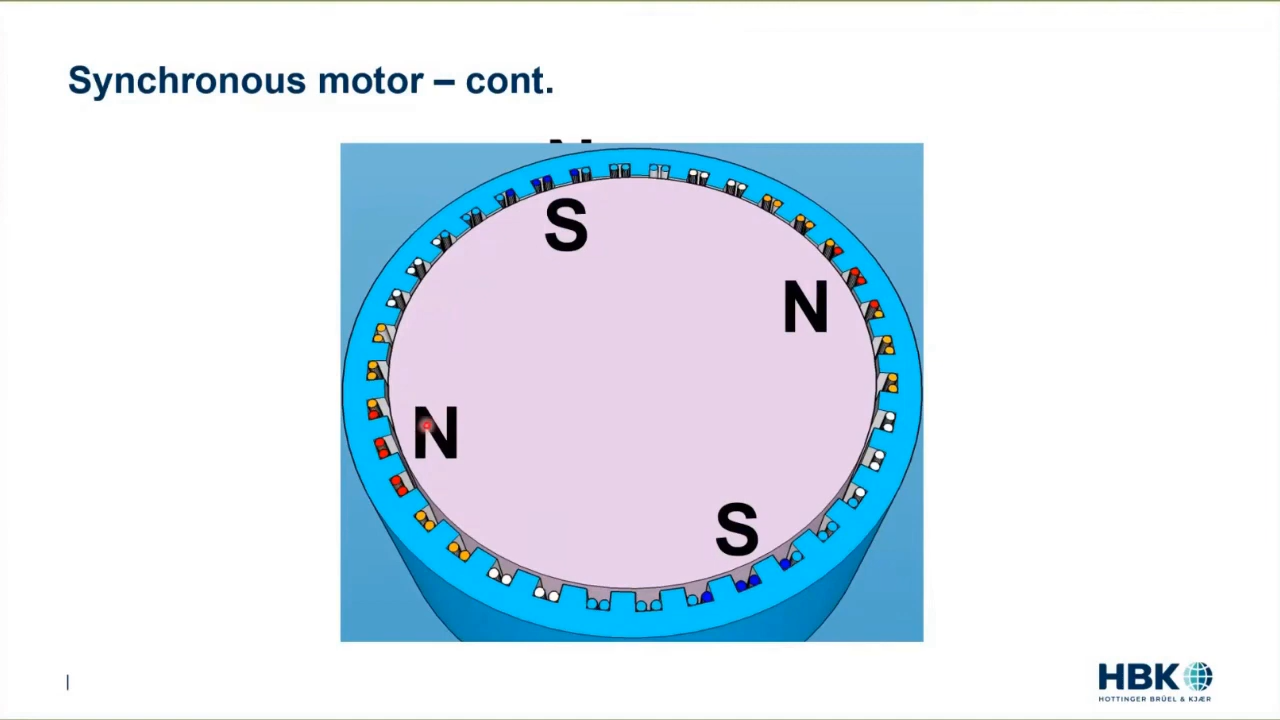 Synchronous motor – cont.
S
N
N
S
|
HBK
HOTTINGER BRÜEL & KJÆR